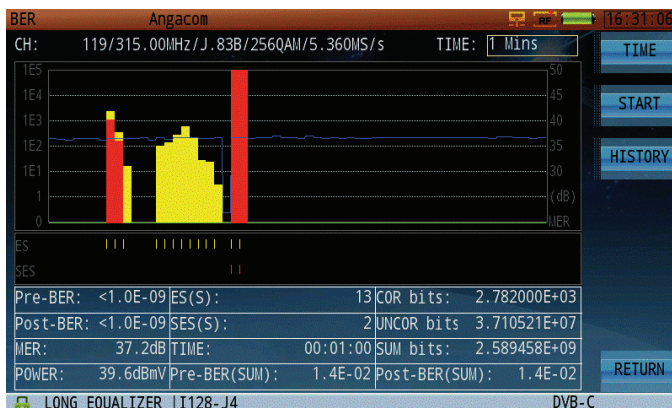 BER Angacom RF 16:31:06
CH: 119/315.00MHz/J.83B/256QAM/5.360MS/s TIME: 1 Mins
TIME
START
HISTORY
RETURN
1E5 50
1E4 45
1E3 40
1E2 35
1E1 30
1 (dB)
0 MER
ES
SES
Pre-BER: <1.0E-09 ES(S): 13 COR bits: 2.782000E+03
Post-BER: <1.0E-09 SES(S): 2 UNCOR bits 3.710521E+07
MER: 37.2dB TIME: 00:01:00 SUM bits: 2.589458E+09
POWER: 39.6dBmV Pre-BER(SUM): 1.4E-02 Post-BER(SUM): 1.4E-02
LONG EQUALIZER |I128-J4 DVB-C